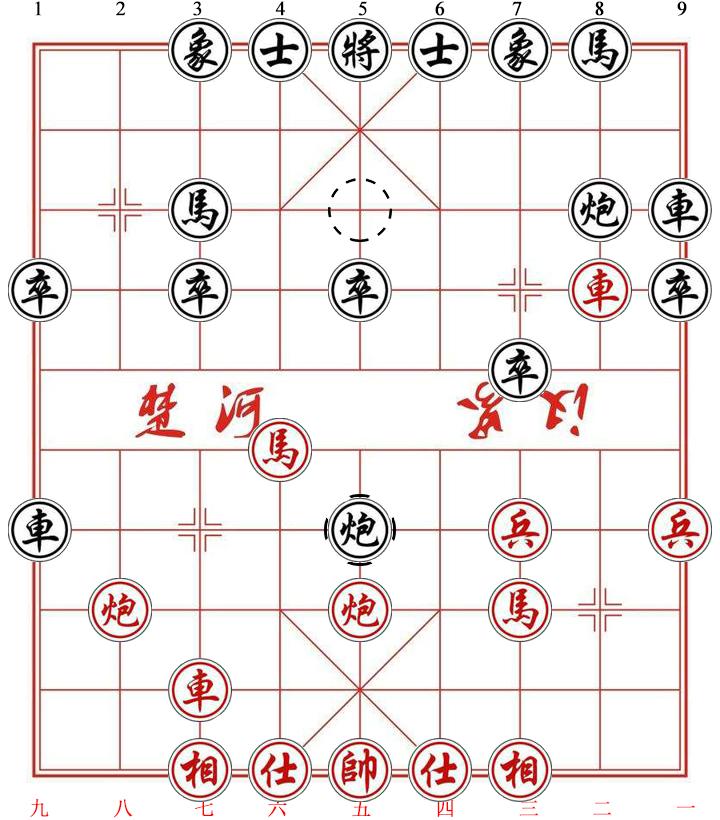 1 2 3 4 5 6 7 8 9
象 士 將 士 象 馬
馬 炮 車
卒 卒 卒 車 卒
卒
楚 河 汉 界
馬
車 炮 兵 兵
炮 炮 馬
車
相 仕 帥 仕 相
九 八 七 六 五 四 三 二 一